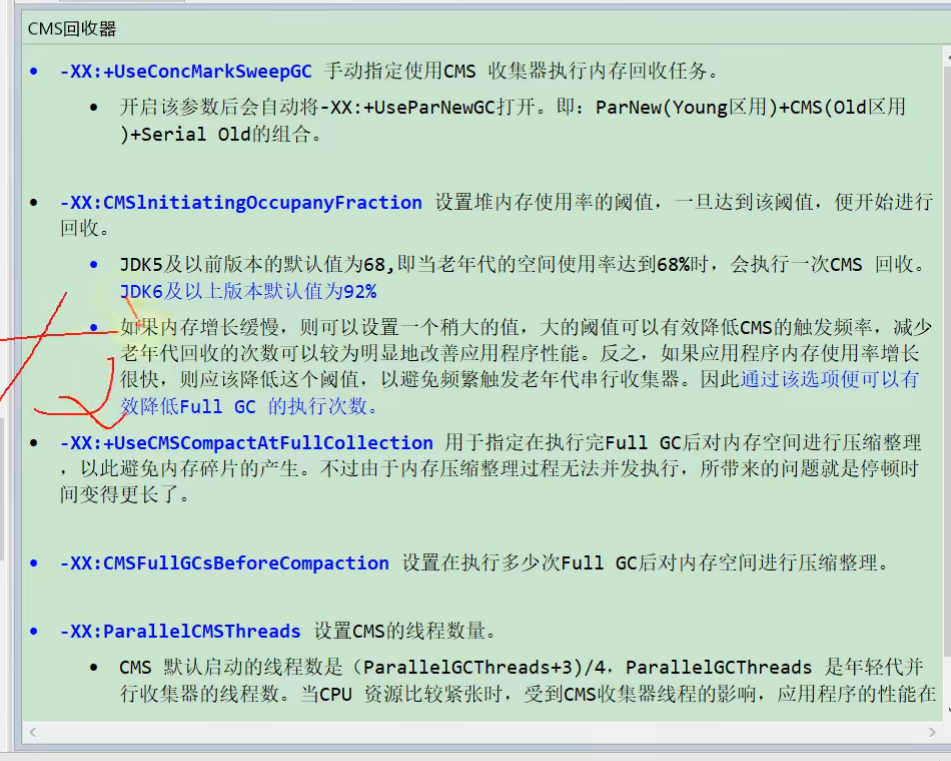 CMS回收器
-XX:+UseConcMarkSweepGC 手动指定使用CMS 收集器执行内存回收任务。
开启该参数后会自动将-XX:+UseParNewGC打开。即：ParNew(Young区用)+CMS(Old区用
)+Serial Old的组合。
-XX:CMSlnitiatingOccupanyFraction 设置堆内存使用率的阈值，一旦达到该阈值，便开始进行
回收。
JDK5及以前版本的默认值为68,即当老年代的空间使用率达到68%时，会执行一次CMS 回收。
JDK6及以上版本默认值为92%
如果内存增长缓慢，则可以设置一个稍大的值，大的阈值可以有效降低CMS的触发频率，减少
老年代回收的次数可以较为明显地改善应用程序性能。反之，如果应用程序内存使用率增长
很快，则应该降低这个阈值，以避免频繁触发老年代串行收集器。因此通过该选项便可以有
效降低Full GC 的执行次数。
-XX:+UseCMSCompactAtFullCollection 用于指定在执行完Full GC后对内存空间进行压缩整理
，以此避免内存碎片的产生。不过由于内存压缩整理过程无法并发执行，所带来的问题就是停顿时
间变得更长了。
-XX:CMSFullGCsBeforeCompaction 设置在执行多少次Full GC后对内存空间进行压缩整理。
-XX:ParallelCMSThreads 设置CMS的线程数量。
CMS 默认启动的线程数是（ParallelGCThreads+3)/4，ParallelGCThreads 是年轻代并
行收集器的线程数。当CPU 资源比较紧张时，受到CMS收集器线程的影响，应用程序的性能在